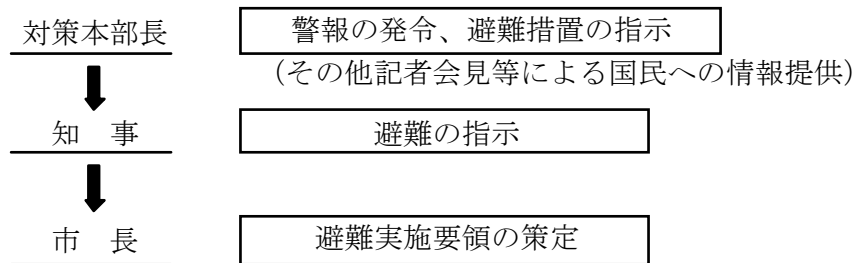 対策本部長 警報の発令、避難措置の指示
(その他記者会見等による国民への情報提供)
知 事 避難の指示
市 長 避難実施要領の策定